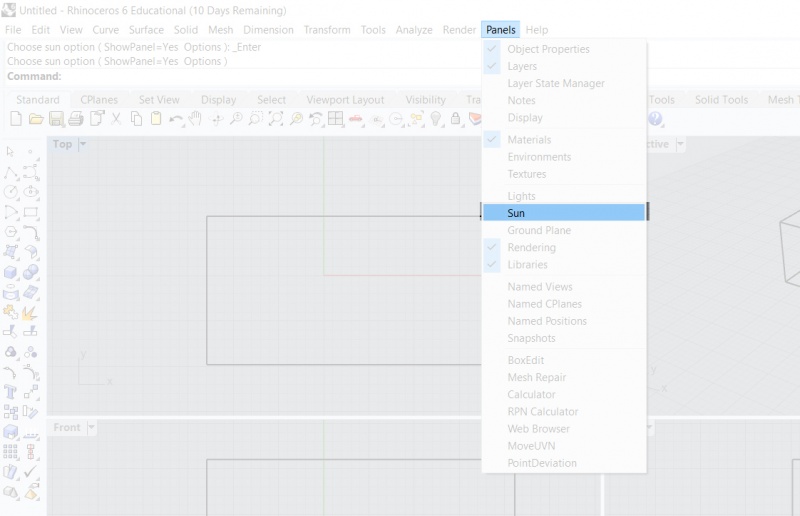 Untitled - Rhinoceros 6 Educational (10 Days Remaining)
File Edit View Curve Surface Solid Mesh Dimension Transform Tools Analyze Render Panels Help
Choose sun option ( ShowPanel=Yes Options ): _Enter
Choose sun option ( ShowPanel=Yes Options )
Command:
Standard CPlanes Set View Display Select Viewport Layout Visibility Tra Tools Solid Tools Mesh T
Top
ctive
Object Properties
Layers
Layer State Manager
Notes
Display
Materials
Environments
Textures
Lights
Sun
Ground Plane
Rendering
Libraries
Named Views
Named CPlanes
Named Positions
Snapshots
BoxEdit
Mesh Repair
Calculator
RPN Calculator
Web Browser
MoveUVN
PointDeviation
y
x
y
x
Front